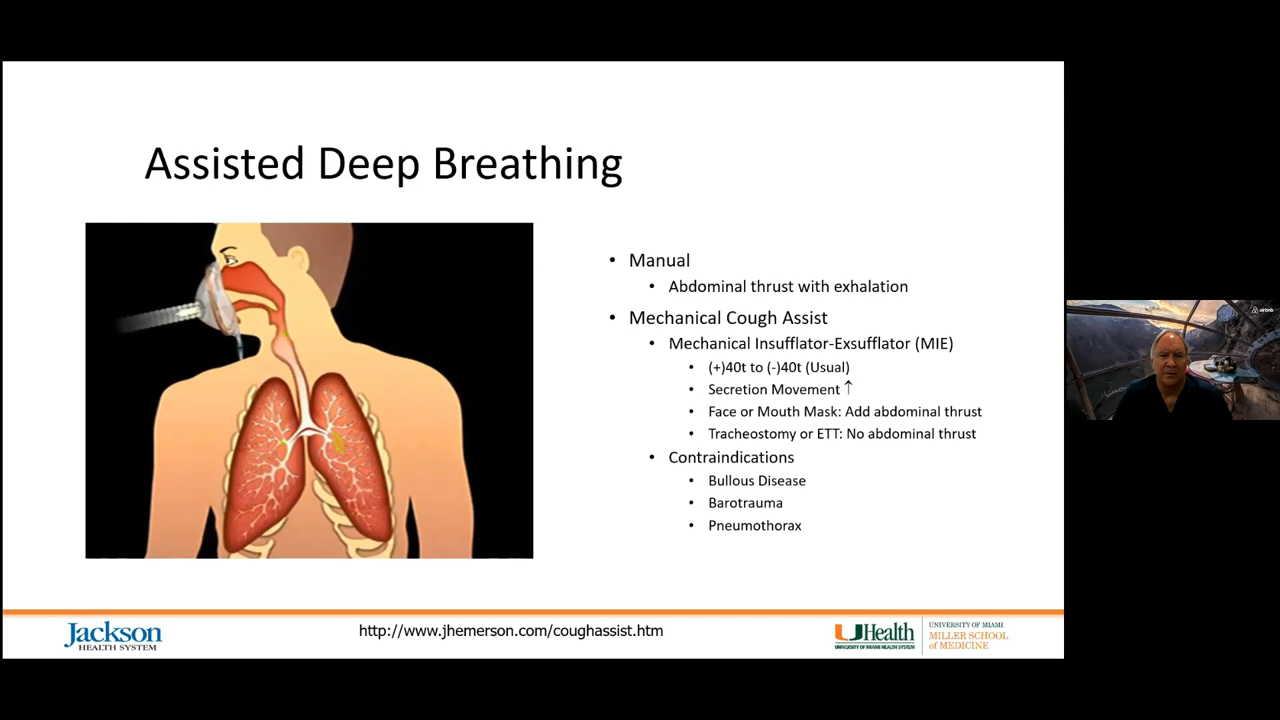 Assisted Deep Breathing
• Manual
• Abdominal thrust with exhalation
• Mechanical Cough Assist
• Mechanical Insufflator-Exsufflator (MIE)
• (+)40t to (-)40t (Usual)
• Secretion Movement ↑
• Face or Mouth Mask: Add abdominal thrust
• Tracheostomy or ETT: No abdominal thrust
• Contraindications
• Bullous Disease
• Barotrauma
• Pneumothorax
airbnb
Jackson
HEALTH SYSTEM
http://www.jhemerson.com/coughassist.htm
UHealth
UNIVERSITY OF MIAMI HEALTH SYSTEM
UNIVERSITY OF MIAMI
MILLER SCHOOL
of MEDICINE